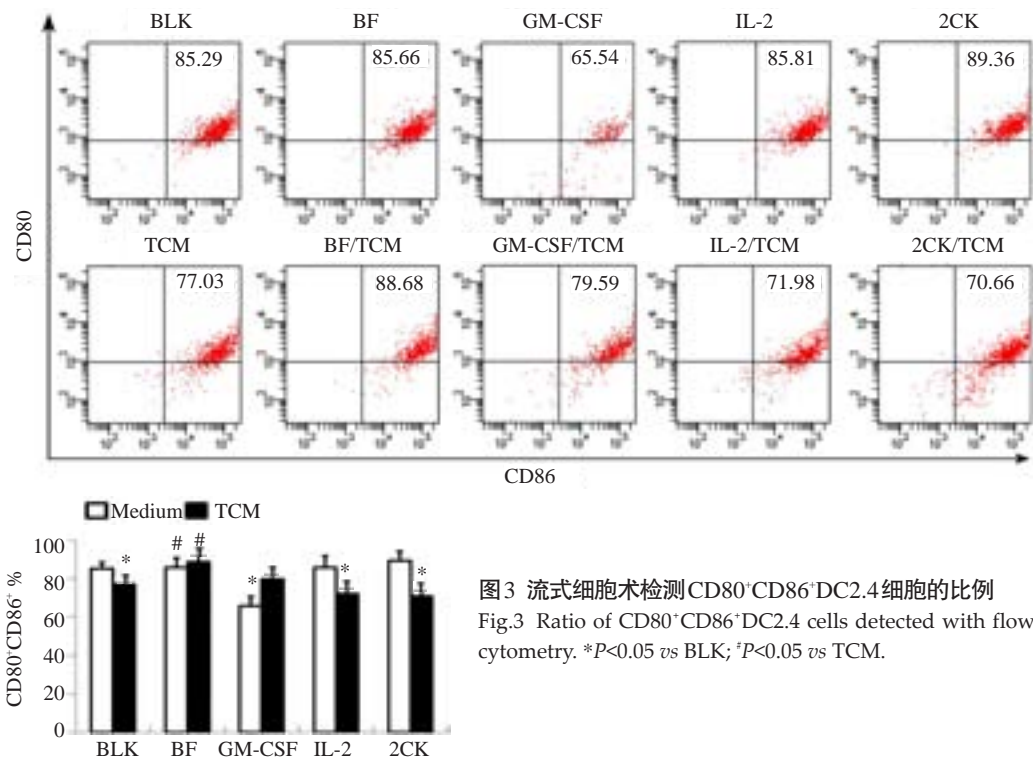 BLK BF GM-CSF IL-2 2CK
85.29 85.66 65.54 85.81 89.36
CD80
TCM BF/TCM GM-CSF/TCM IL-2/TCM 2CK/TCM
77.03 88.68 79.59 71.98 70.66
CD86
Medium TCM
CD80⁺CD86⁺ %
100
80
60
40
20
0
# # * * * *
BLK BF GM-CSF IL-2 2CK
图3 流式细胞术检测CD80⁺CD86⁺DC2.4细胞的比例
Fig.3 Ratio of CD80⁺CD86⁺DC2.4 cells detected with flow
cytometry. *P<0.05 vs BLK; #P<0.05 vs TCM.